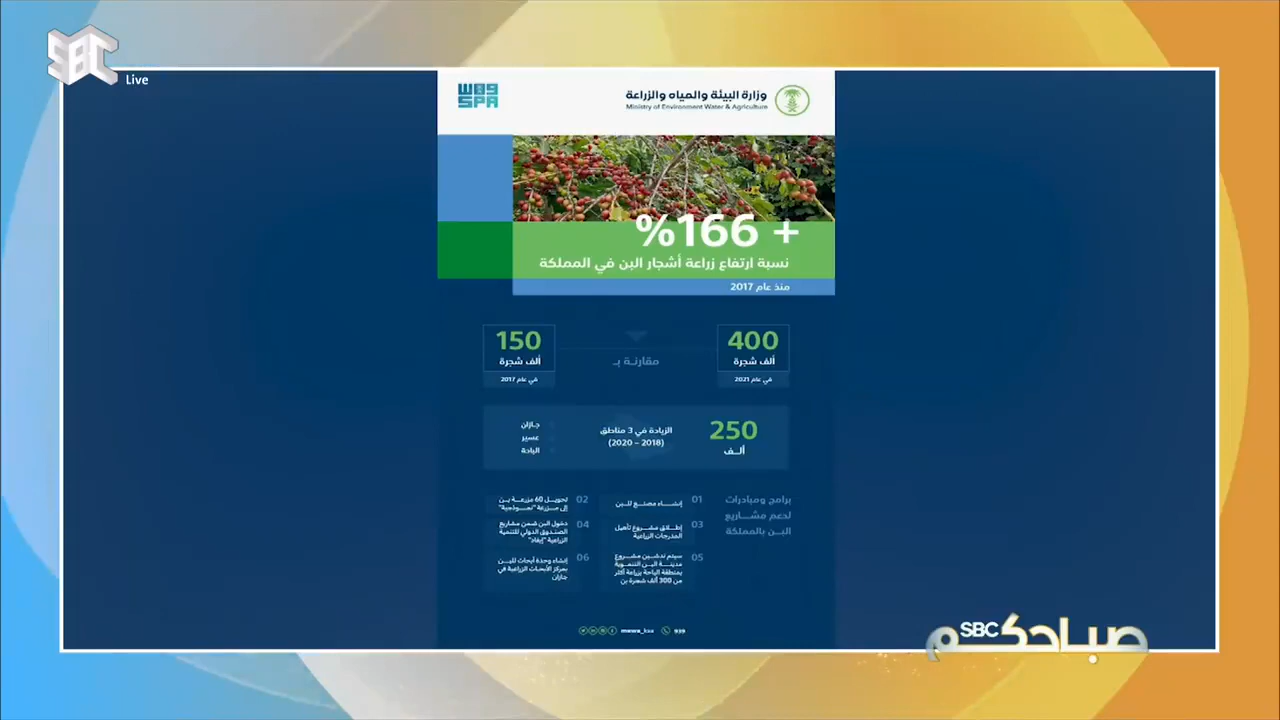 SBC
Live
واس
SPA
وزارة البيئة والمياه والزراعة
Ministry of Environment Water & Agriculture
%166 +
نسبة ارتفاع زراعة أشجار البن في المملكة
منذ عام 2017
400
ألف شجرة
في عام 2021
مقارنة بـ
150
ألف شجرة
في عام 2017
250
ألف
الزيادة في 3 مناطق
(2018 – 2020)
جازان
عسير
الباحة
برامج ومبادرات
لدعم مشاريع
البن بالمملكة
01
إنشاء مصنع للبن
02
تحويل 60 مزرعة بن
إلى مزرعة "نموذجية"
03
إطلاق مشروع تأهيل
المدرجات الزراعية
04
دخول البن ضمن مشاريع
الصندوق الدولي للتنمية
الزراعية "إيفاد"
05
سيتم تدشين مشروع
مدينة البن التنموية
بمنطقة الباحة بزراعة أكثر
من 300 ألف شجرة بن
06
إنشاء وحدة أبحاث للبن
بمركز الأبحاث الزراعية في
جازان
mewa_ksa
939
صباحكم
SBC